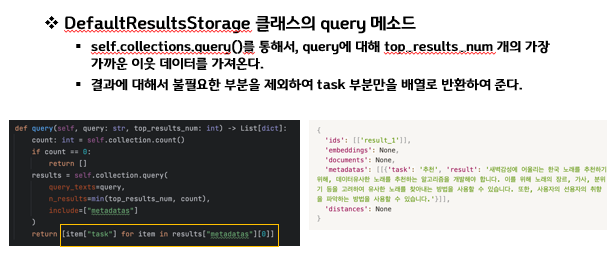 ❖ DefaultResultsStorage 클래스의 query 메소드
▪ self.collections.query()를 통해서, query에 대해 top_results_num 개의 가장
가까운 이웃 데이터를 가져온다.
▪ 결과에 대해서 불필요한 부분을 제외하여 task 부분만을 배열로 반환하여 준다.
def query(self, query: str, top_results_num: int) -> List[dict]:
    count: int = self.collection.count()
    if count == 0:
        return []
    results = self.collection.query(
        query_texts=query,
        n_results=min(top_results_num, count),
        include=["metadatas"]
    )
    return [item["task"] for item in results["metadatas"][0]]
{
  'ids': [['result_1']],
  'embeddings': None,
  'documents': None,
  'metadatas': [[{'task': '추천', 'result': '새벽감성에 어울리는 한국 노래를 추천하기
위해, 데이터유사한 노래를 추천하는 알고리즘을 개발해야 합니다. 이를 위해 노래의 장르, 가사, 분위
기 등을 고려하여 유사한 노래를 찾아내는 방법을 사용할 수 있습니다. 또한, 사용자의 선용자의 취향
을 파악하는 방법을 사용할 수 있습니다.'}]],
  'distances': None
}